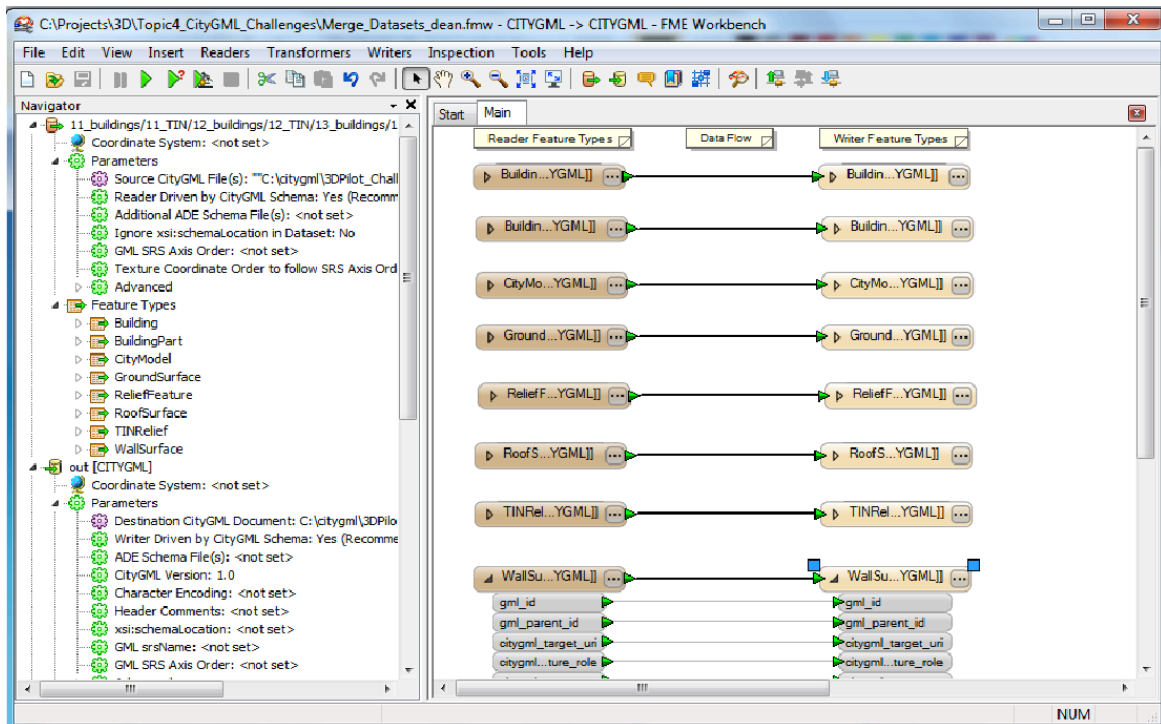 C:\Projects\3D\Topic4_CityGML_Challenges\Merge_Datasets_dean.fmw - CITYGML -> CITYGML - FME Workbench
File Edit View Insert Readers Transformers Writers Inspection Tools Help
Navigator
11_buildings/11_TIN/12_buildings/12_TIN/13_buildings/1
Coordinate System: <not set>
Parameters
Source CityGML File(s): ""C:\citygml\3DPilot_Chall
Reader Driven by CityGML Schema: Yes (Recomm
Additional ADE Schema File(s): <not set>
Ignore xsi:schemaLocation in Dataset: No
GML SRS Axis Order: <not set>
Texture Coordinate Order to follow SRS Axis Ord
Advanced
Feature Types
Building
BuildingPart
CityModel
GroundSurface
ReliefFeature
RoofSurface
TINRelief
WallSurface
out [CITYGML]
Coordinate System: <not set>
Parameters
Destination CityGML Document: C:\citygml\3DPilo
Writer Driven by CityGML Schema: Yes (Recomme
ADE Schema File(s): <not set>
CityGML Version: 1.0
Character Encoding: <not set>
Header Comments: <not set>
xsi:schemaLocation: <not set>
GML srsName: <not set>
GML SRS Axis Order: <not set>
Start Main
Reader Feature Types Data Flow Writer Feature Types
Buildin...YGML]] ... Buildin...YGML]] ...
Buildin...YGML]] ... Buildin...YGML]] ...
CityMo...YGML]] ... CityMo...YGML]] ...
Ground...YGML]] ... Ground...YGML]] ...
ReliefF...YGML]] ... ReliefF...YGML]] ...
RoofS...YGML]] ... RoofS...YGML]] ...
TINRel...YGML]] ... TINRel...YGML]] ...
WallSu...YGML]] ... WallSu...YGML]] ...
gml_id gml_id
gml_parent_id gml_parent_id
citygml_target_uri citygml_target_uri
citygml...ture_role citygml...ture_role
NUM